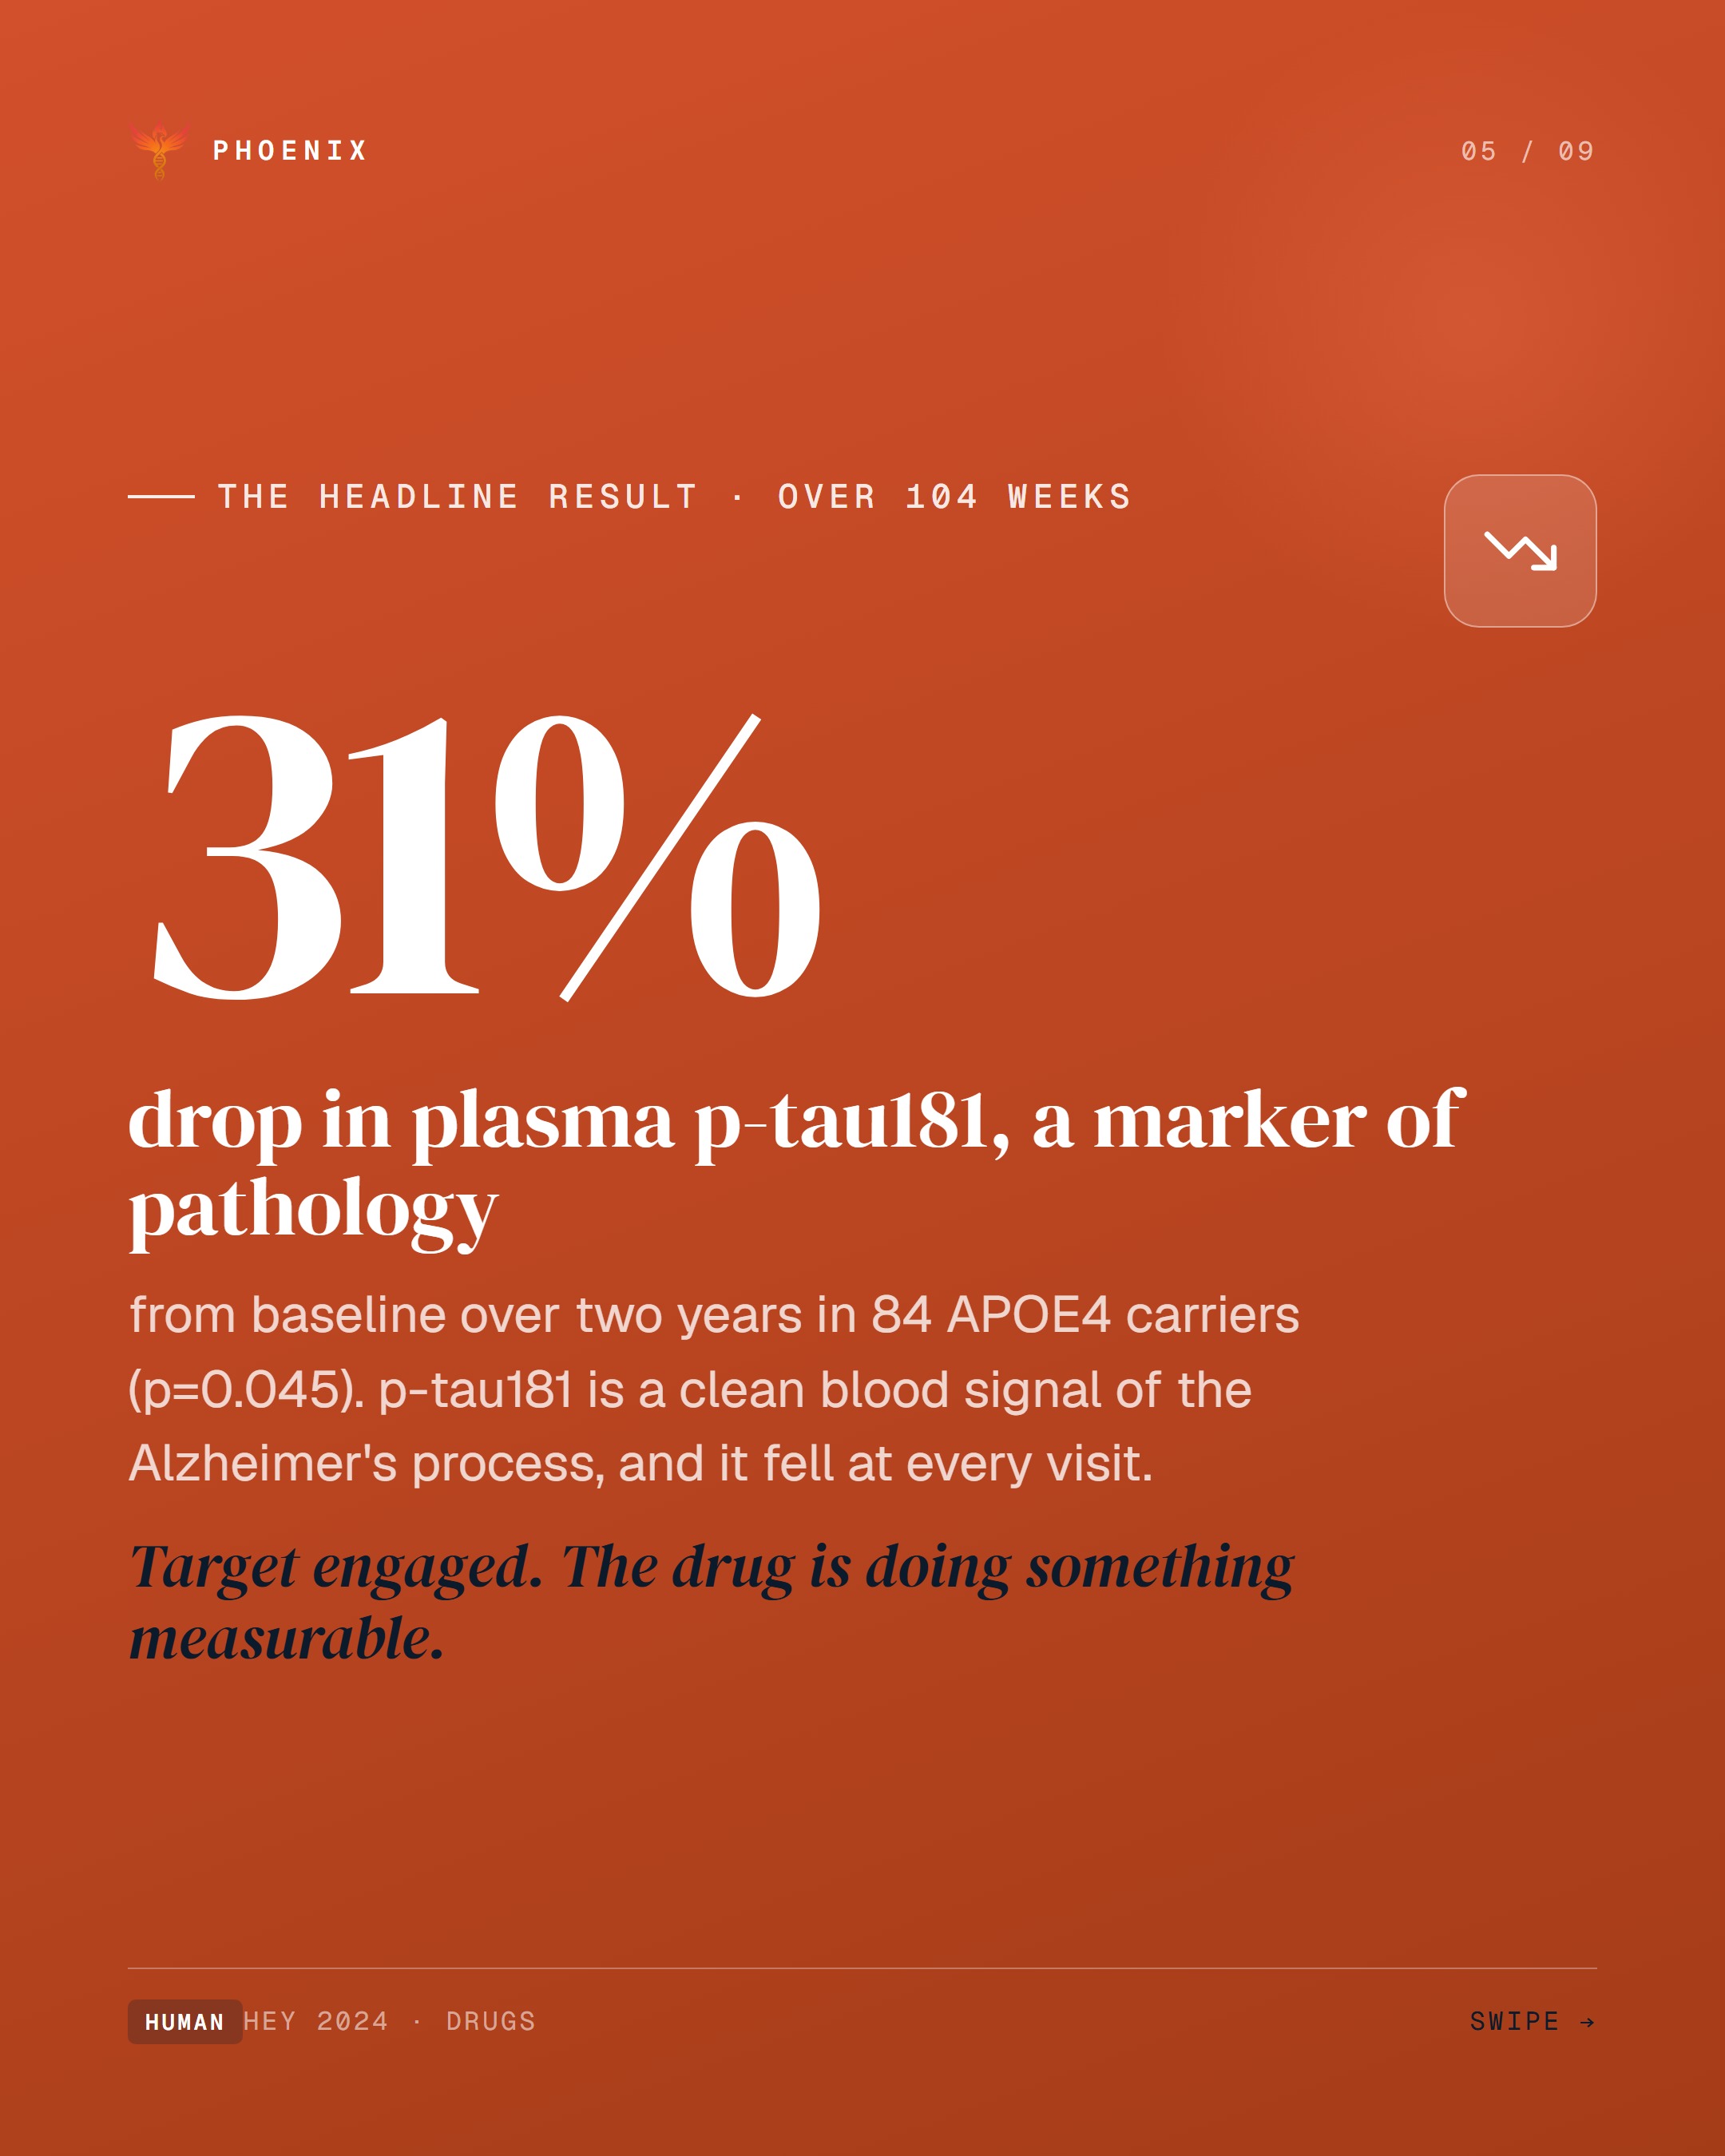 PHOENIX
05 / 09
THE HEADLINE RESULT · OVER 104 WEEKS
31%
drop in plasma p-tau181, a marker of
pathology
from baseline over two years in 84 APOE4 carriers
(p=0.045). p-tau181 is a clean blood signal of the
Alzheimer's process, and it fell at every visit.
Target engaged. The drug is doing something
measurable.
HUMAN HEY 2024 · DRUGS
SWIPE →